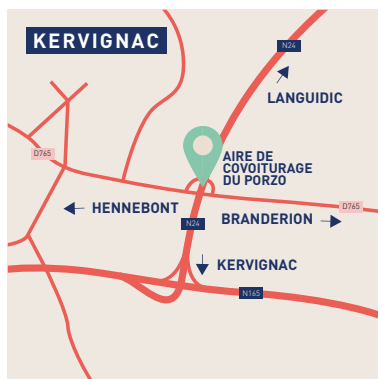 KERVIGNAC
N24
LANGUIDIC
D765
AIRE DE
COVOITURAGE
DU PORZO
HENNEBONT
D765
BRANDERION
N24
KERVIGNAC
N165